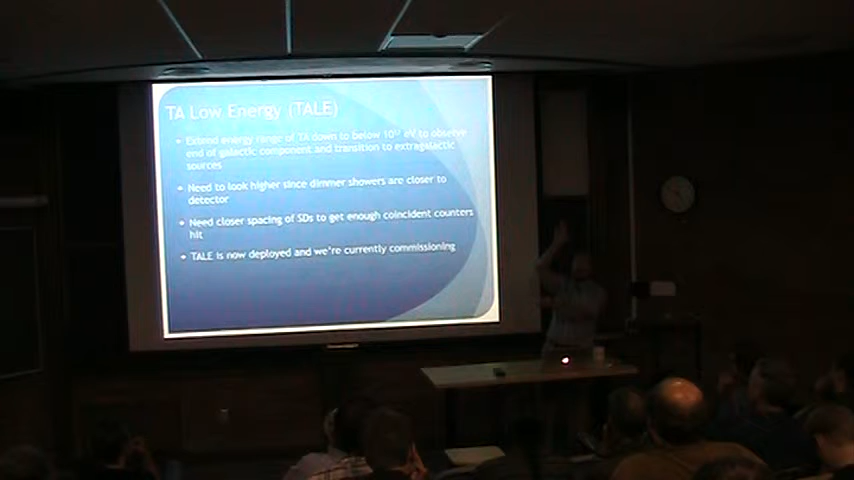 TA Low Energy (TALE)
• Extend energy range of TA down to below 10 eV to observe
end of galactic component and transition to extragalactic
sources
• Need to look higher since dimmer showers are closer to
detector
• Need closer spacing of SDs to get enough coincident counters
hit
• TALE is now deployed and we're currently commissioning